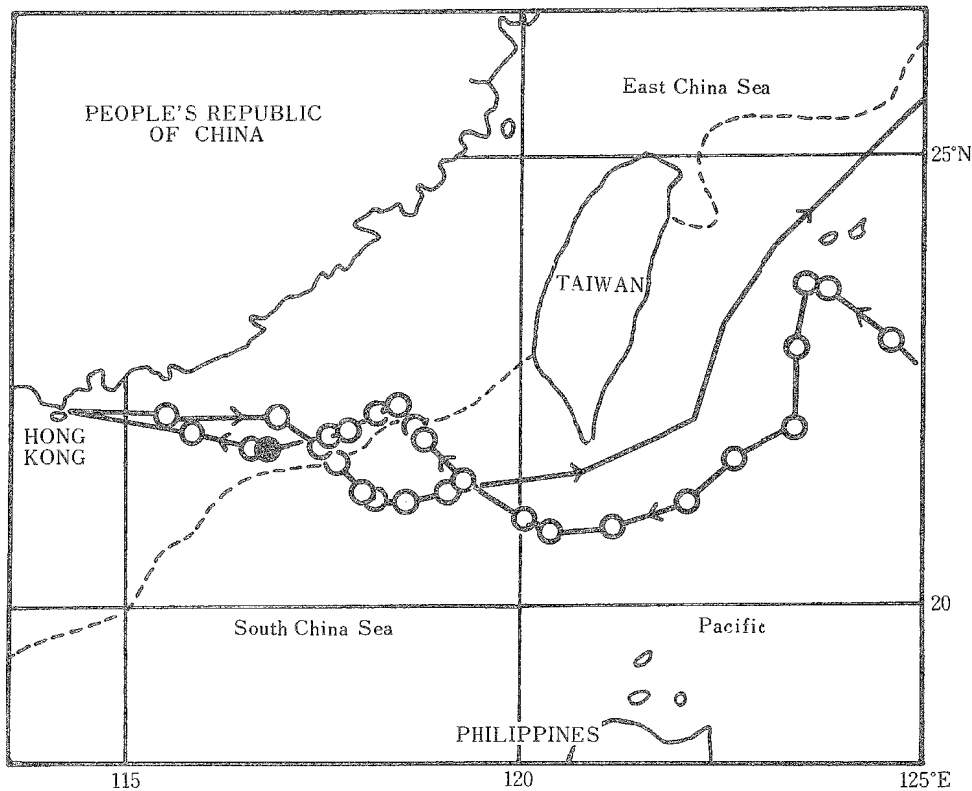 East China Sea
PEOPLE'S REPUBLIC
OF CHINA
25°N
TAIWAN
HONG
KONG
20
South China Sea
Pacific
PHILIPPINES
115
120
125°E